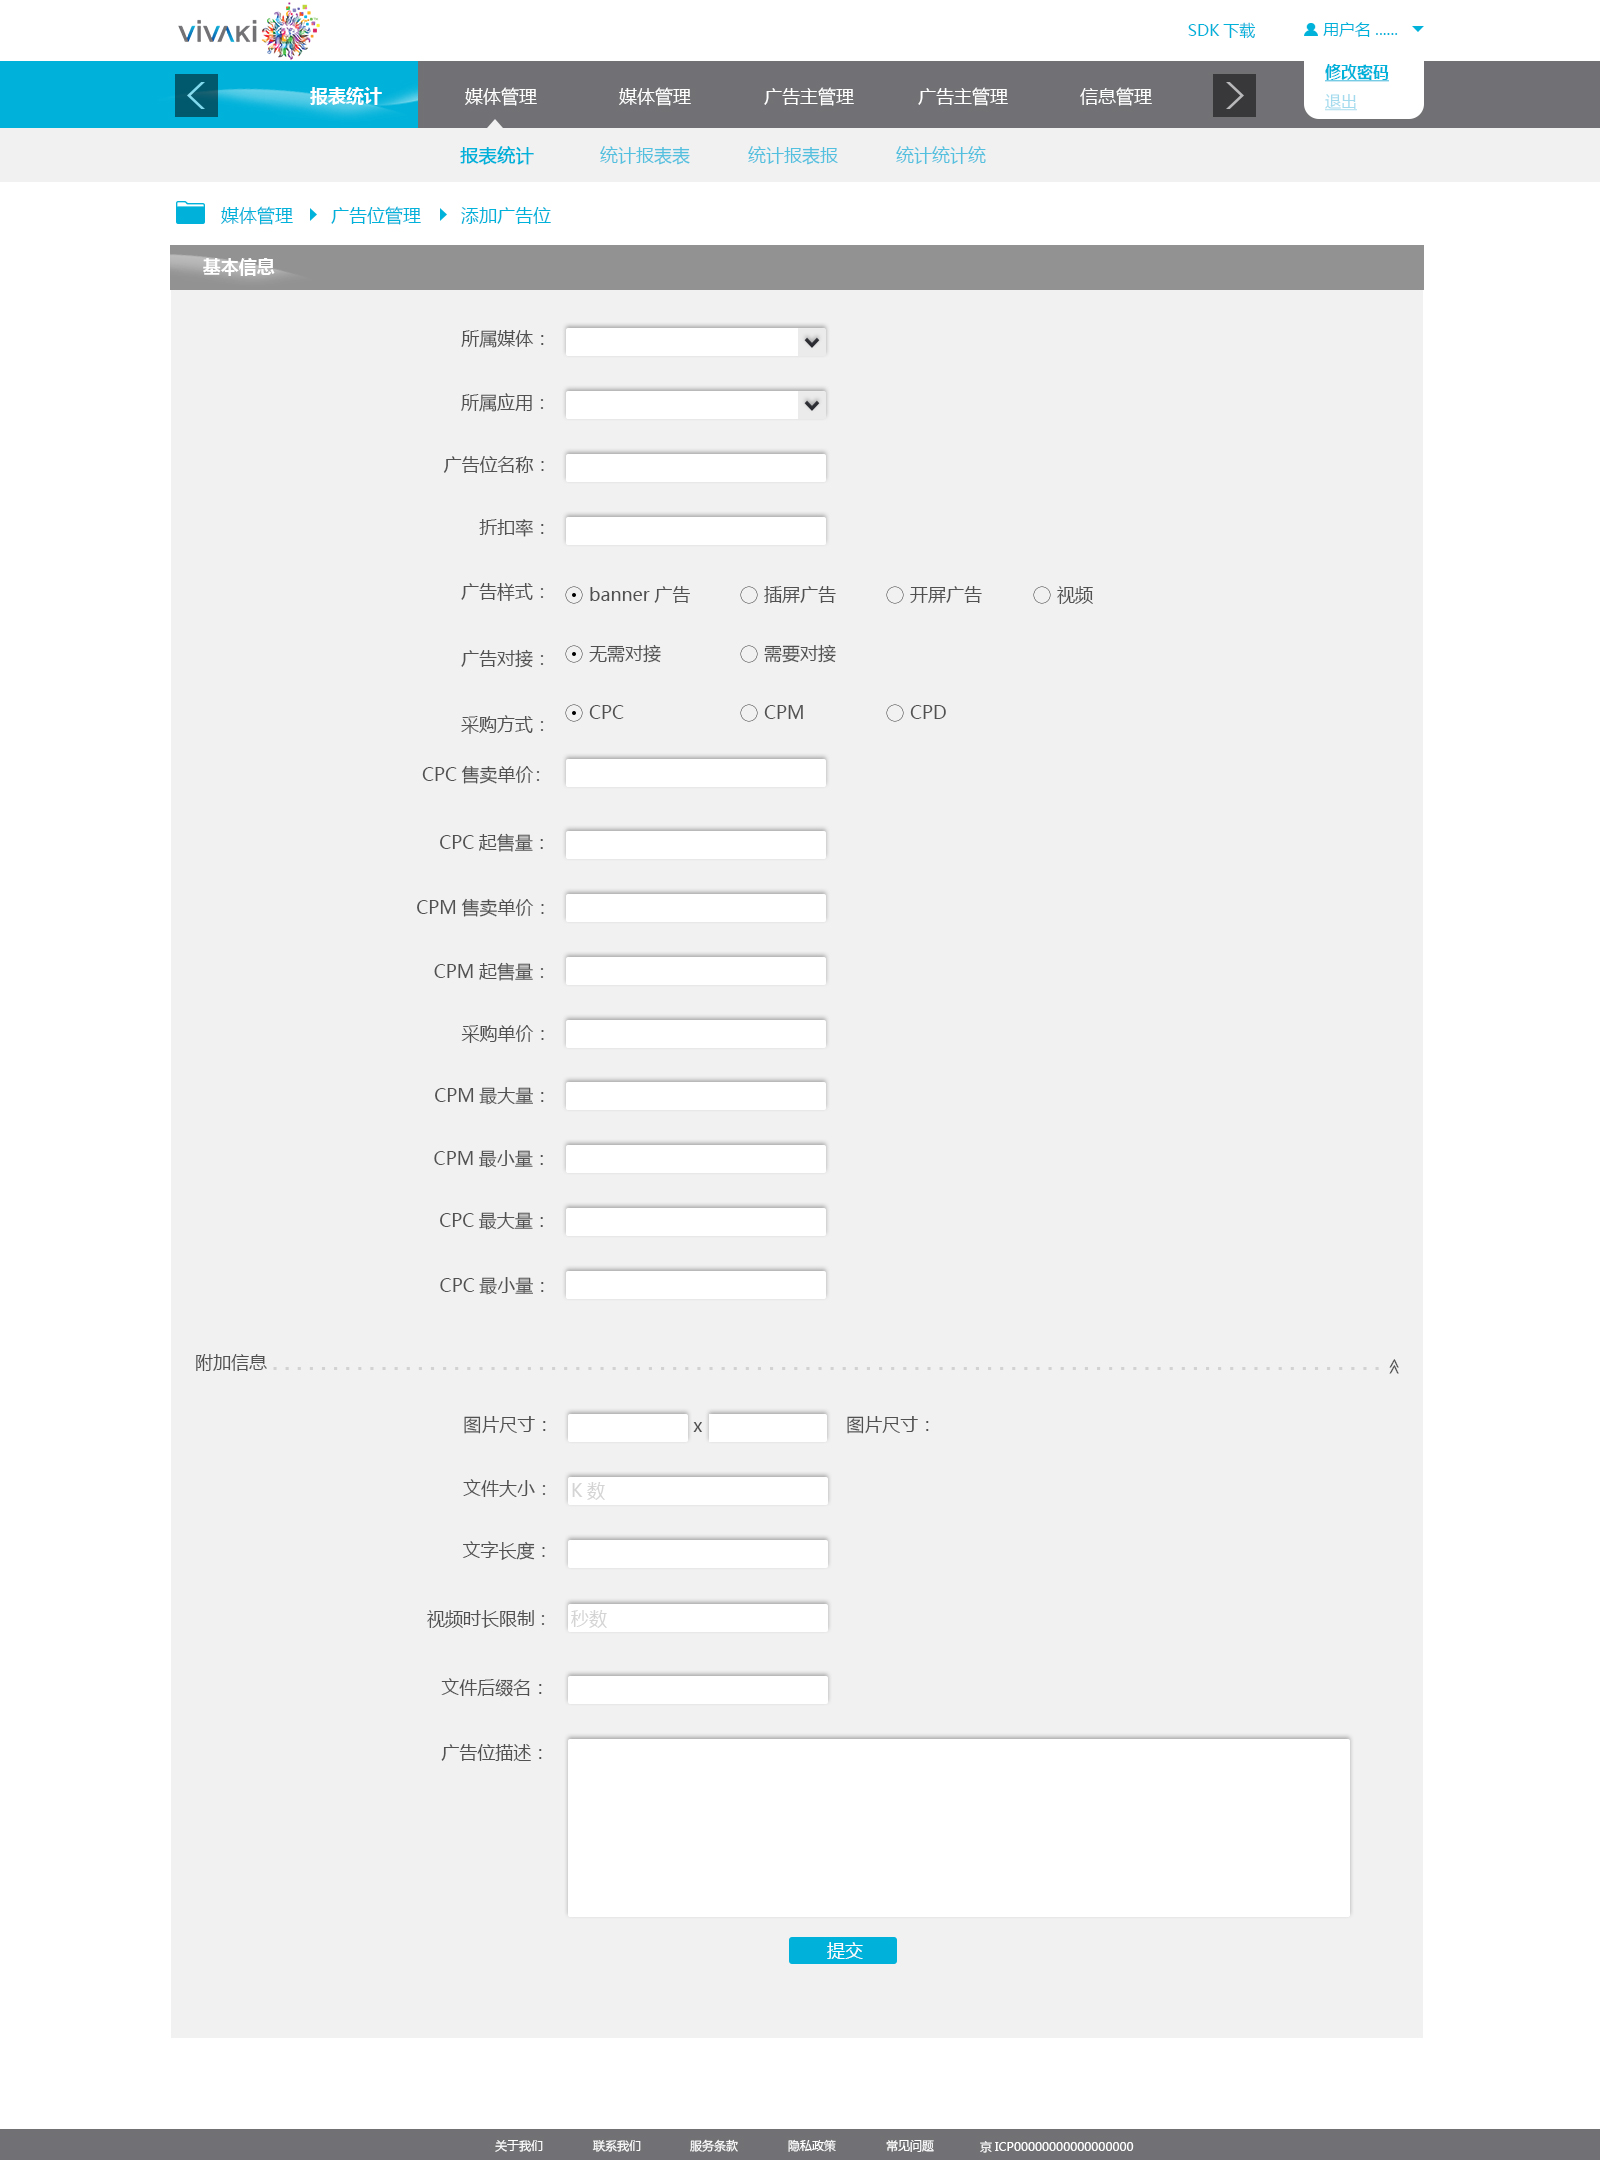 VIVAKI
SDK 下载
用户名 ......
修改密码
退出
报表统计 媒体管理 媒体管理 广告主管理 广告主管理 信息管理
报表统计 统计报表表 统计报表报 统计统计统
媒体管理 广告位管理 添加广告位
基本信息
所属媒体：
所属应用：
广告位名称：
折扣率：
广告样式： banner 广告 插屏广告 开屏广告 视频
广告对接： 无需对接 需要对接
采购方式： CPC CPM CPD
CPC 售卖单价：
CPC 起售量：
CPM 售卖单价：
CPM 起售量：
采购单价：
CPM 最大量：
CPM 最小量：
CPC 最大量：
CPC 最小量：
附加信息
图片尺寸： x 图片尺寸：
文件大小： K 数
文字长度：
视频时长限制： 秒数
文件后缀名：
广告位描述：
提交
关于我们 联系我们 服务条款 隐私政策 常见问题 京 ICP00000000000000000